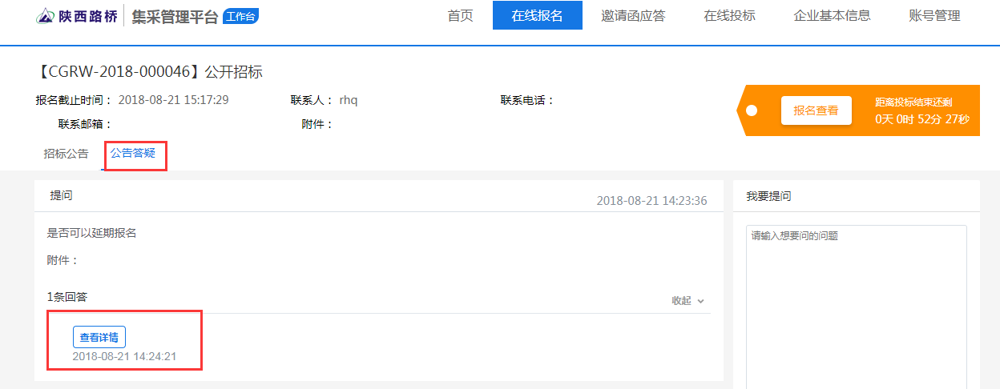 陕西路桥 集采管理平台 工作台 首页 在线报名 邀请函应答 在线投标 企业基本信息 账号管理
【CGRW-2018-000046】公开招标
报名截止时间： 2018-08-21 15:17:29 联系人： rhq 联系电话：
联系邮箱： 附件：
报名查看
距离投标结束还剩
0天 0时 52分 27秒
招标公告 公告答疑
提问 2018-08-21 14:23:36
是否可以延期报名
附件：
1条回答 收起
查看详情
2018-08-21 14:24:21
我要提问
请输入想要问的问题